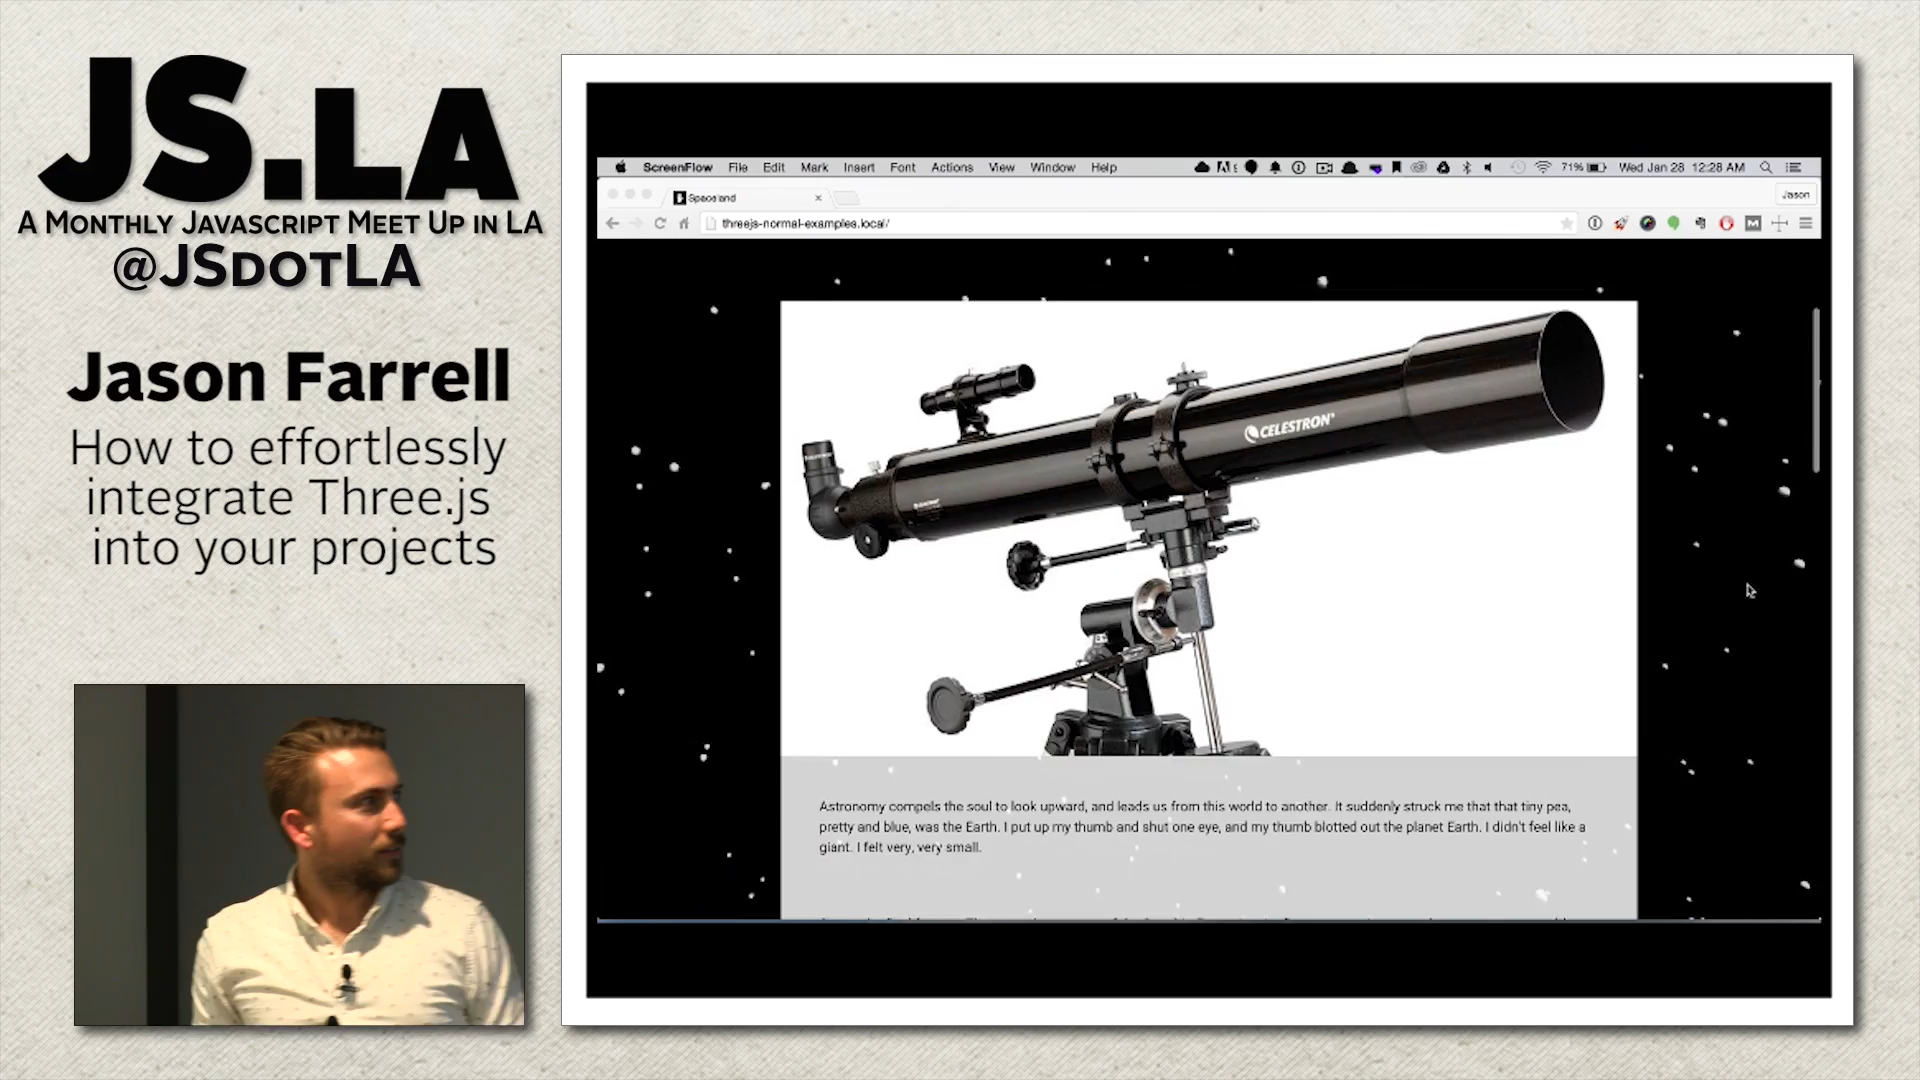 JS.LA
A Monthly Javascript Meet Up in LA
@JSdotLA
Jason Farrell
How to effortlessly
integrate Three.js
into your projects
ScreenFlow File Edit Mark Insert Font Actions View Window Help 71% Wed Jan 28 12:28 AM
Spaceland
Jason
threejs-normal-examples.local/
CELESTRON
Astronomy compels the soul to look upward, and leads us from this world to another. It suddenly struck me that that tiny pea,
pretty and blue, was the Earth. I put up my thumb and shut one eye, and my thumb blotted out the planet Earth. I didn't feel like a
giant. I felt very, very small.